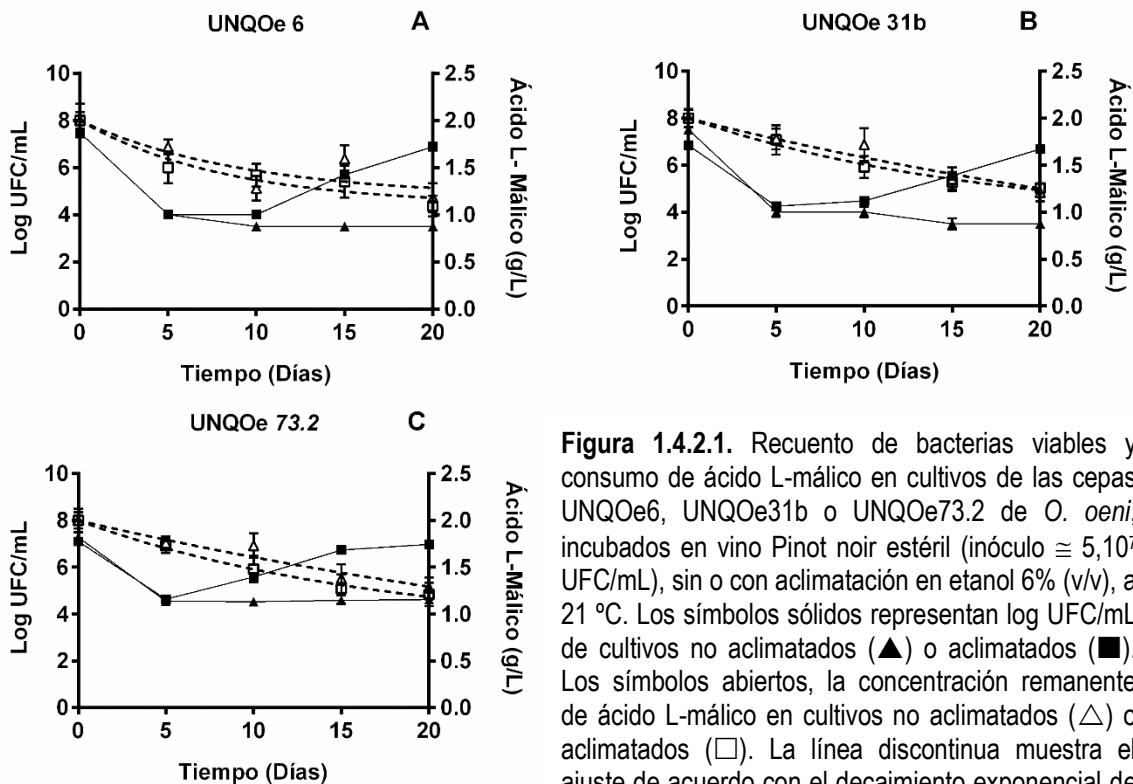 UNQOe 6
A
10
8
6
4
2
0
Log UFC/mL
2.5
2.0
1.5
1.0
0.5
0.0
Ácido L- Málico (g/L)
0 5 10 15 20
Tiempo (Días)
UNQOe 31b
B
10
8
6
4
2
0
Log UFC/mL
2.5
2.0
1.5
1.0
0.5
0.0
Ácido L-Málico (g/L)
0 5 10 15 20
Tiempo (Días)
UNQOe 73.2
C
10
8
6
4
2
0
Log UFC/mL
2.5
2.0
1.5
1.0
0.5
0.0
Ácido L-Málico (g/L)
0 5 10 15 20
Tiempo (Días)
Figura 1.4.2.1. Recuento de bacterias viables y
consumo de ácido L-málico en cultivos de las cepas
UNQOe6, UNQOe31b o UNQOe73.2 de O. oeni,
incubados en vino Pinot noir estéril (inóculo ≅ 5,10⁷
UFC/mL), sin o con aclimatación en etanol 6% (v/v), a
21 ºC. Los símbolos sólidos representan log UFC/mL
de cultivos no aclimatados (▲) o aclimatados (■).
Los símbolos abiertos, la concentración remanente
de ácido L-málico en cultivos no aclimatados (△) o
aclimatados (□). La línea discontinua muestra el
ajuste de acuerdo con el decaimiento exponencial de